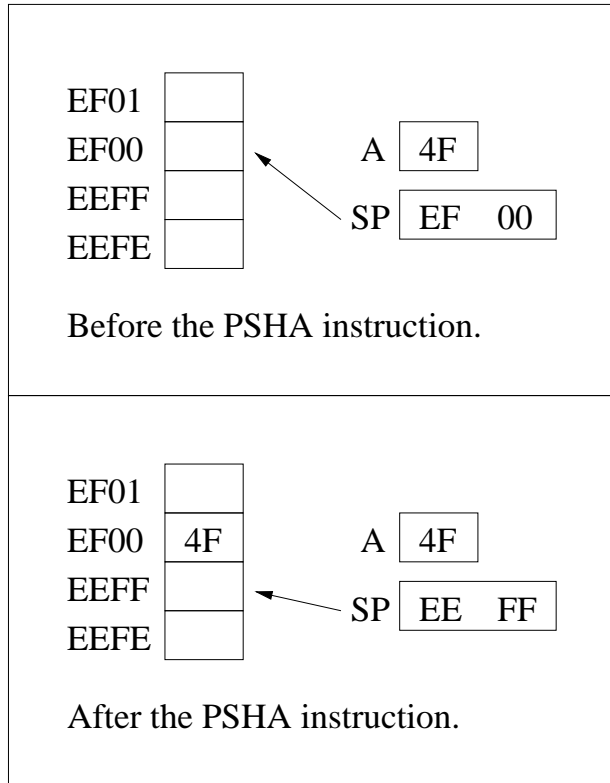 EF01
EF00 A 4F
EEFF SP EF 00
EEFE
Before the PSHA instruction.
EF01
EF00 4F A 4F
EEFF SP EE FF
EEFE
After the PSHA instruction.